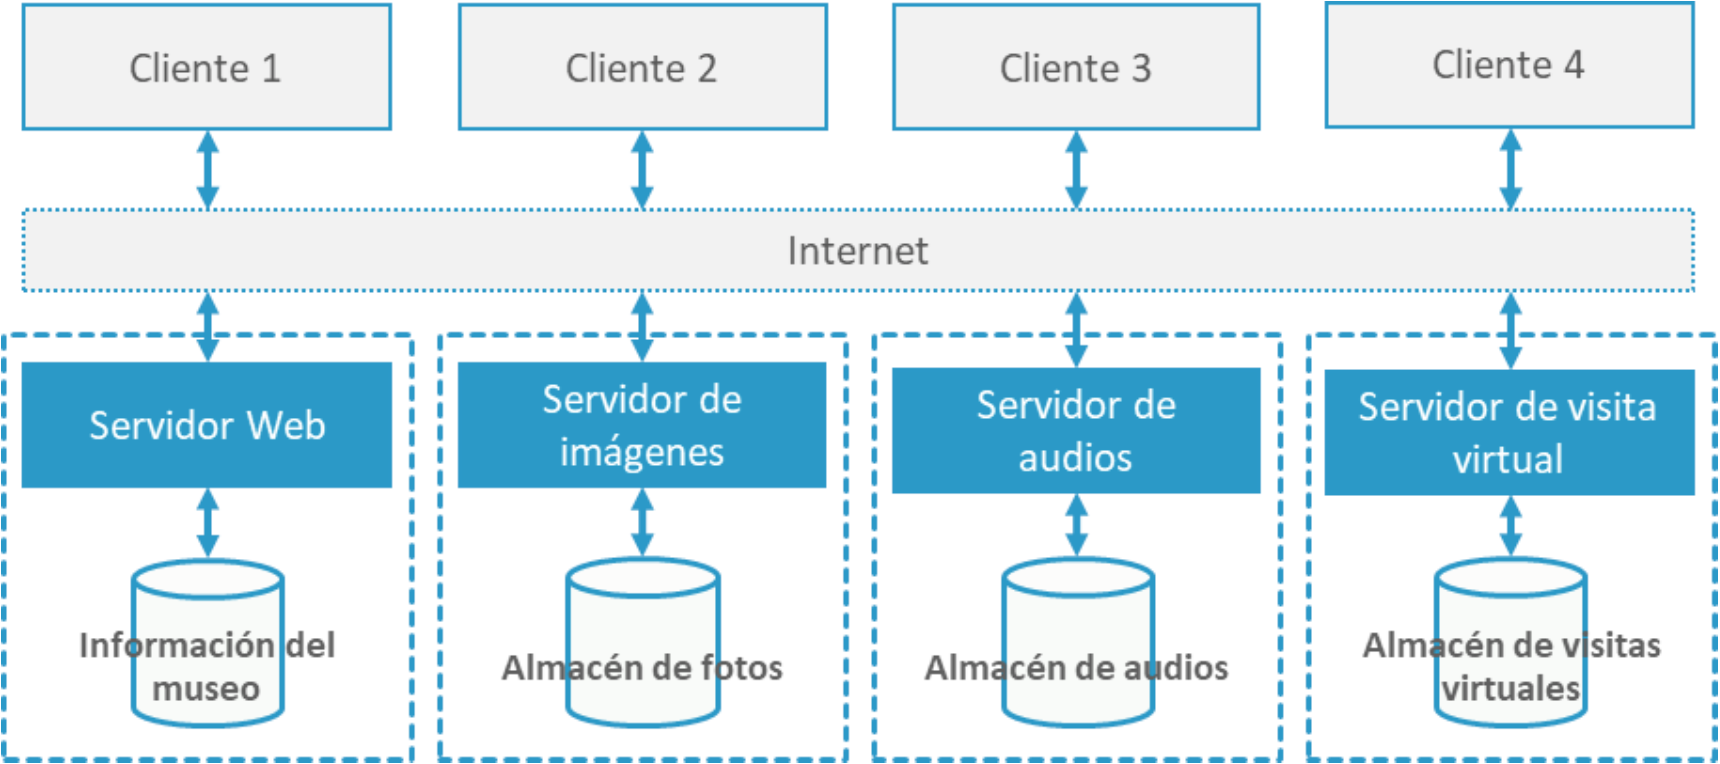 Cliente 1
Cliente 2
Cliente 3
Cliente 4
Internet
Servidor Web
Servidor de
imágenes
Servidor de
audios
Servidor de visita
virtual
Información del
museo
Almacén de fotos
Almacén de audios
Almacén de visitas
virtuales